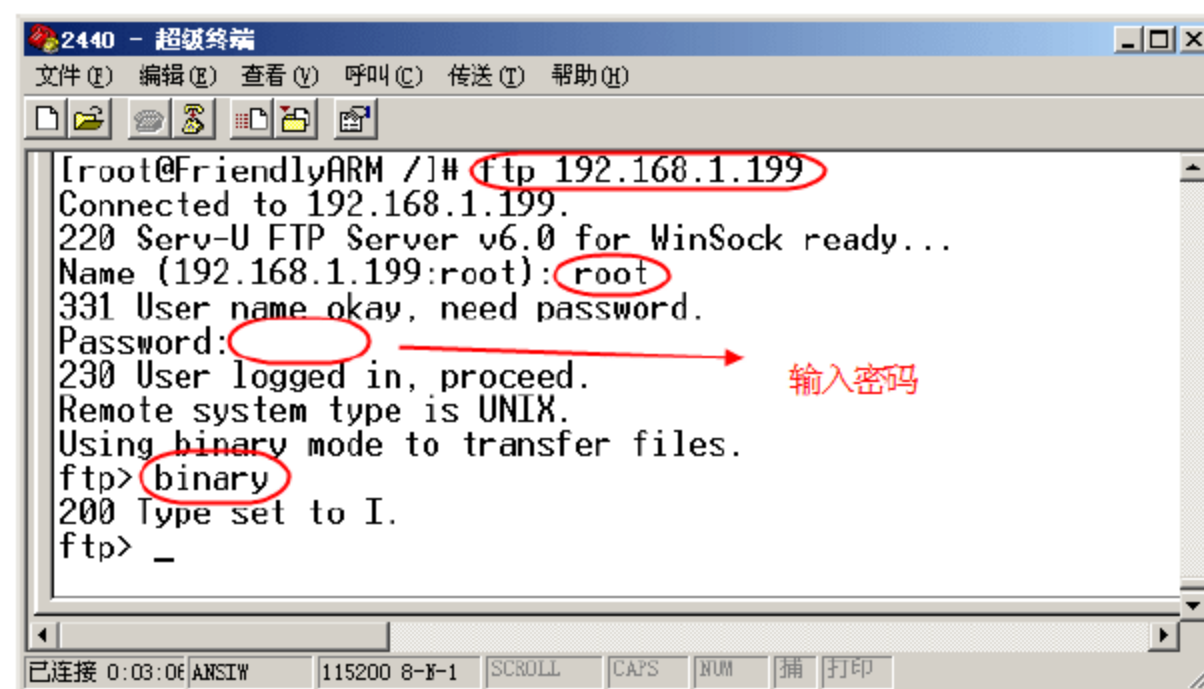 2440 - 超级终端
文件(F) 编辑(E) 查看(V) 呼叫(C) 传送(T) 帮助(H)
[root@FriendlyARM /]# ftp 192.168.1.199
Connected to 192.168.1.199.
220 Serv-U FTP Server v6.0 for WinSock ready...
Name (192.168.1.199:root): root
331 User name okay, need password.
Password:
230 User logged in, proceed.
输入密码
Remote system type is UNIX.
Using binary mode to transfer files.
ftp> binary
200 Type set to I.
ftp> _
已连接 0:03:06 ANSIW 115200 8-N-1 SCROLL CAPS NUM 捕 打印